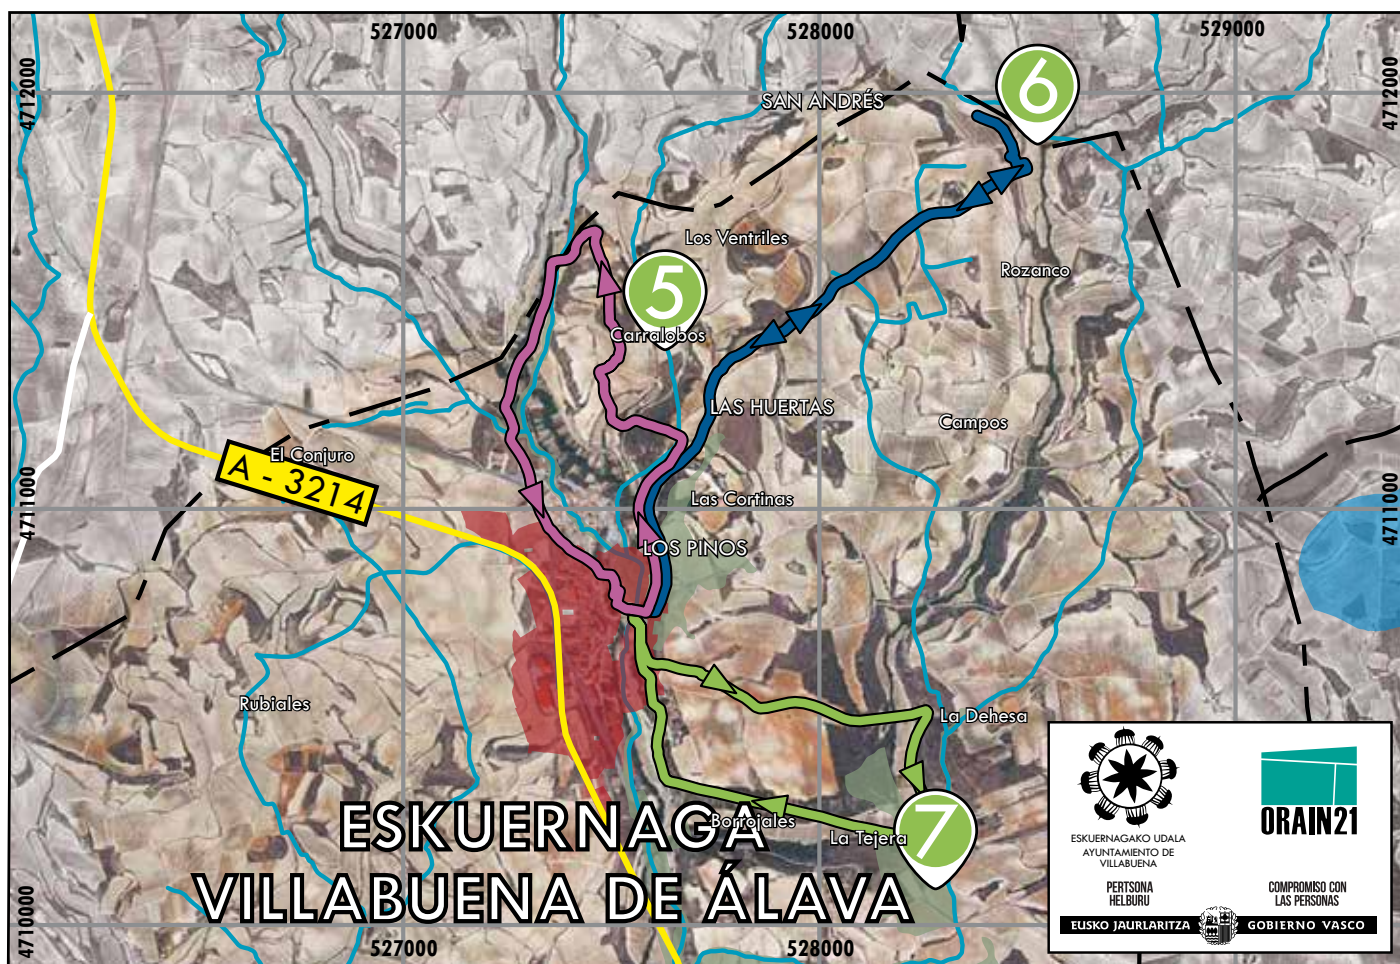 527000
528000
529000
4712000
4712000
6
SAN ANDRÉS
Los Ventriles
Rozanco
5
Carralobos
LAS HUERTAS
Campos
El Conjuro
A - 3214
Las Cortinas
4711000
4711000
LOS PINOS
Rubiales
La Dehesa
ESKUERNAGA
VILLABUENA DE ÁLAVA
Borrojales
La Tejera
7
4710000
527000
528000
ESKUERNAGAKO UDALA
AYUNTAMIENTO DE
VILLABUENA
ORAIN21
PERTSONA
HELBURU
COMPROMISO CON
LAS PERSONAS
EUSKO JAURLARITZA
GOBIERNO VASCO